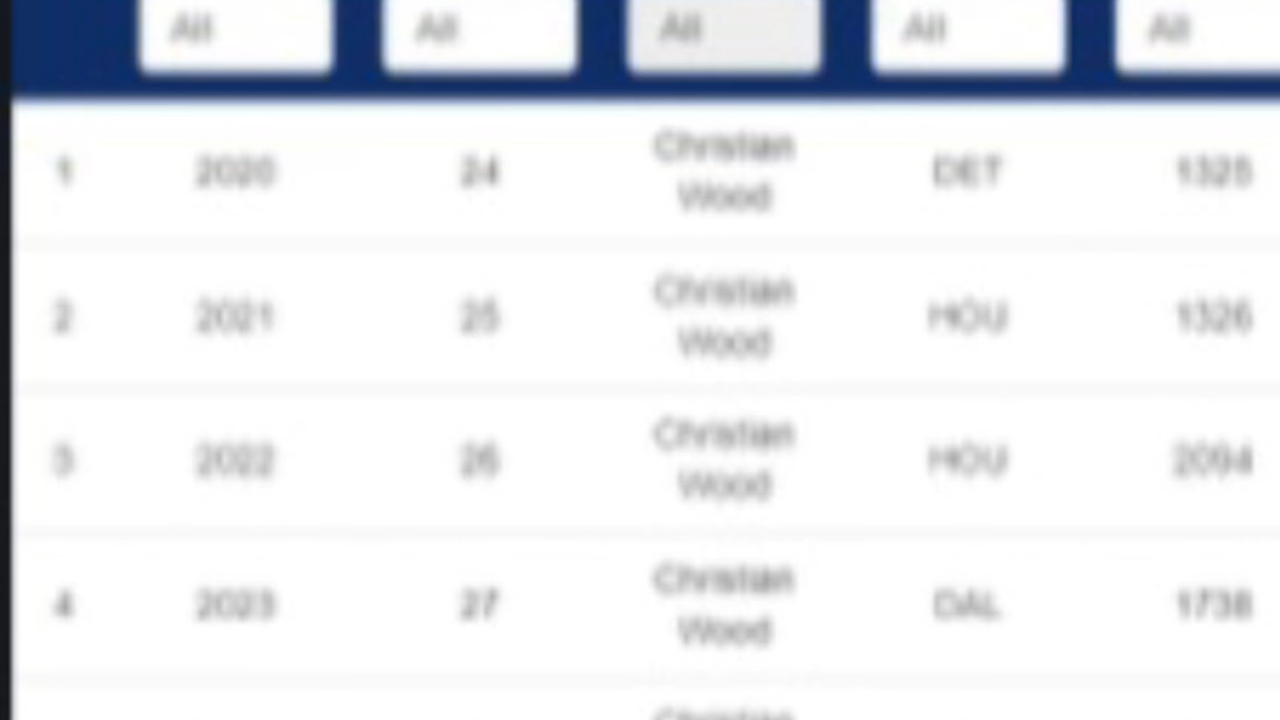 All All All All All
1 2020 24 Christian Wood DET 1325
2 2021 25 Christian Wood HOU 1326
3 2022 26 Christian Wood HOU 2094
4 2023 27 Christian Wood DAL 1738
Christian